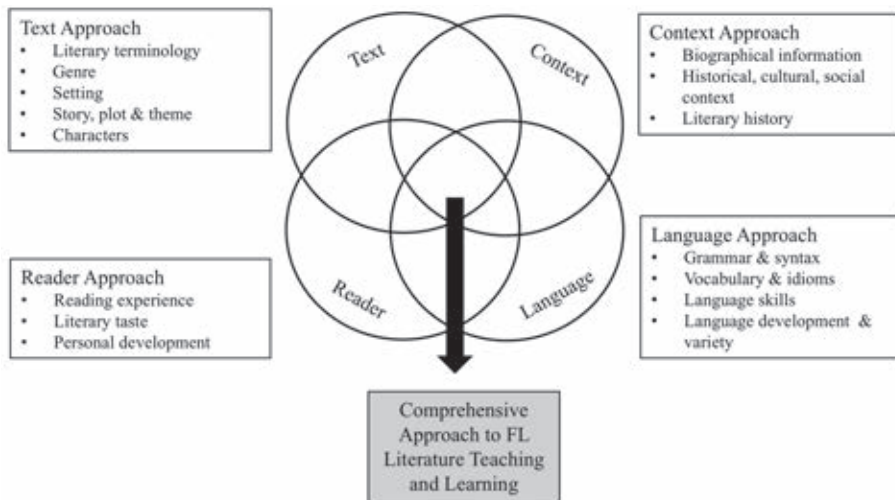 Text Approach
• Literary terminology
• Genre
• Setting
• Story, plot & theme
• Characters
Text
Context
Context Approach
• Biographical information
• Historical, cultural, social
context
• Literary history
Reader Approach
• Reading experience
• Literary taste
• Personal development
Reader
Language
Language Approach
• Grammar & syntax
• Vocabulary & idioms
• Language skills
• Language development &
variety
Comprehensive
Approach to FL
Literature Teaching
and Learning